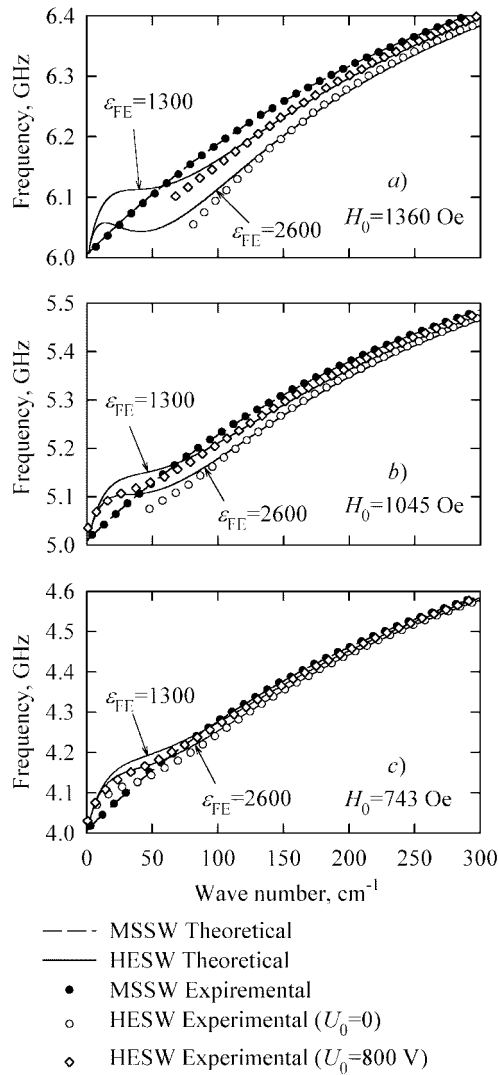 6.4
6.3
6.2
6.1
6.0
Frequency, GHz
εFE=1300
εFE=2600
a)
H0=1360 Oe
5.5
5.4
5.3
5.2
5.1
5.0
Frequency, GHz
εFE=1300
εFE=2600
b)
H0=1045 Oe
4.6
4.5
4.4
4.3
4.2
4.1
4.0
Frequency, GHz
εFE=1300
εFE=2600
c)
H0=743 Oe
0 50 100 150 200 250 300
Wave number, cm-1
MSSW Theoretical
HESW Theoretical
MSSW Expiremental
HESW Experimental (U0=0)
HESW Experimental (U0=800 V)